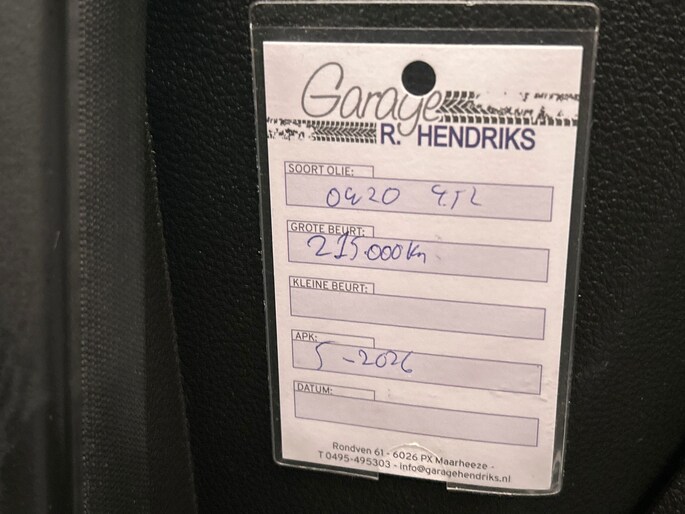 Garage
R. HENDRIKS
SOORT OLIE:
0W20 4,5L
GROTE BEURT:
215.000km
KLEINE BEURT:
APK:
5-2026
DATUM:
Rondven 61 - 6026 PX Maarheeze -
T 0495-495303 - info@garagehendriks.nl